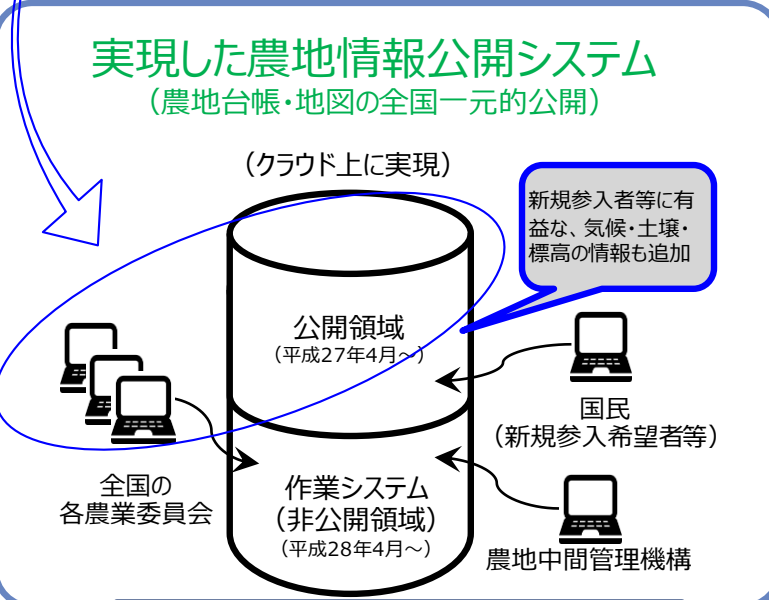 実現した農地情報公開システム
（農地台帳・地図の全国一元的公開）
（クラウド上に実現）
新規参入者等に有
益な、気候・土壌・
標高の情報も追加
公開領域
（平成27年4月～）
国民
（新規参入希望者等）
全国の
各農業委員会
作業システム
（非公開領域）
（平成28年4月～）
農地中間管理機構